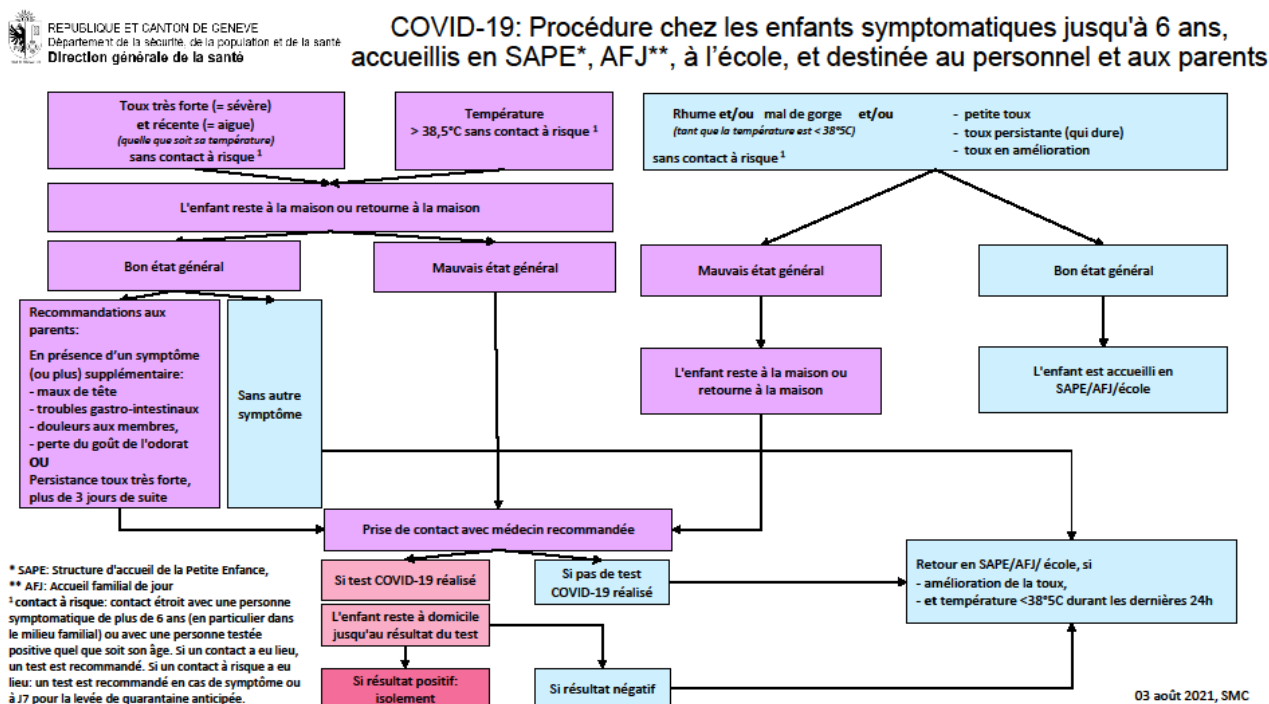 REPUBLIQUE ET CANTON DE GENEVE
Département de la sécurité, de la population et de la santé
Direction générale de la santé
COVID-19: Procédure chez les enfants symptomatiques jusqu'à 6 ans,
accueillis en SAPE*, AFJ**, à l'école, et destinée au personnel et aux parents
Toux très forte (= sévère)
et récente (= aigue)
(quelle que soit sa température)
sans contact à risque 1
Température
> 38,5°C sans contact à risque 1
Rhume et/ou mal de gorge et/ou
(tant que la température est < 38°5C)
sans contact à risque 1
- petite toux
- toux persistante (qui dure)
- toux en amélioration
L'enfant reste à la maison ou retourne à la maison
Bon état général
Mauvais état général
Mauvais état général
Bon état général
Recommandations aux
parents:
En présence d'un symptôme
(ou plus) supplémentaire:
- maux de tête
- troubles gastro-intestinaux
- douleurs aux membres,
- perte du goût de l'odorat
OU
Persistance toux très forte,
plus de 3 jours de suite
Sans autre
symptôme
L'enfant reste à la maison ou
retourne à la maison
L'enfant est accueilli en
SAPE/AFJ/école
Prise de contact avec médecin recommandée
Si test COVID-19 réalisé
Si pas de test
COVID-19 réalisé
Retour en SAPE/AFJ/ école, si
- amélioration de la toux,
- et température <38°5C durant les dernières 24h
L'enfant reste à domicile
jusqu'au résultat du test
Si résultat positif:
isolement
Si résultat négatif
* SAPE: Structure d'accueil de la Petite Enfance,
** AFJ: Accueil familial de jour
1 contact à risque: contact étroit avec une personne
symptomatique de plus de 6 ans (en particulier dans
le milieu familial) ou avec une personne testée
positive quel que soit son âge. Si un contact a eu lieu,
un test est recommandé. Si un contact à risque a eu
lieu: un test est recommandé en cas de symptôme ou
à J7 pour la levée de quarantaine anticipée.
03 août 2021, SMC